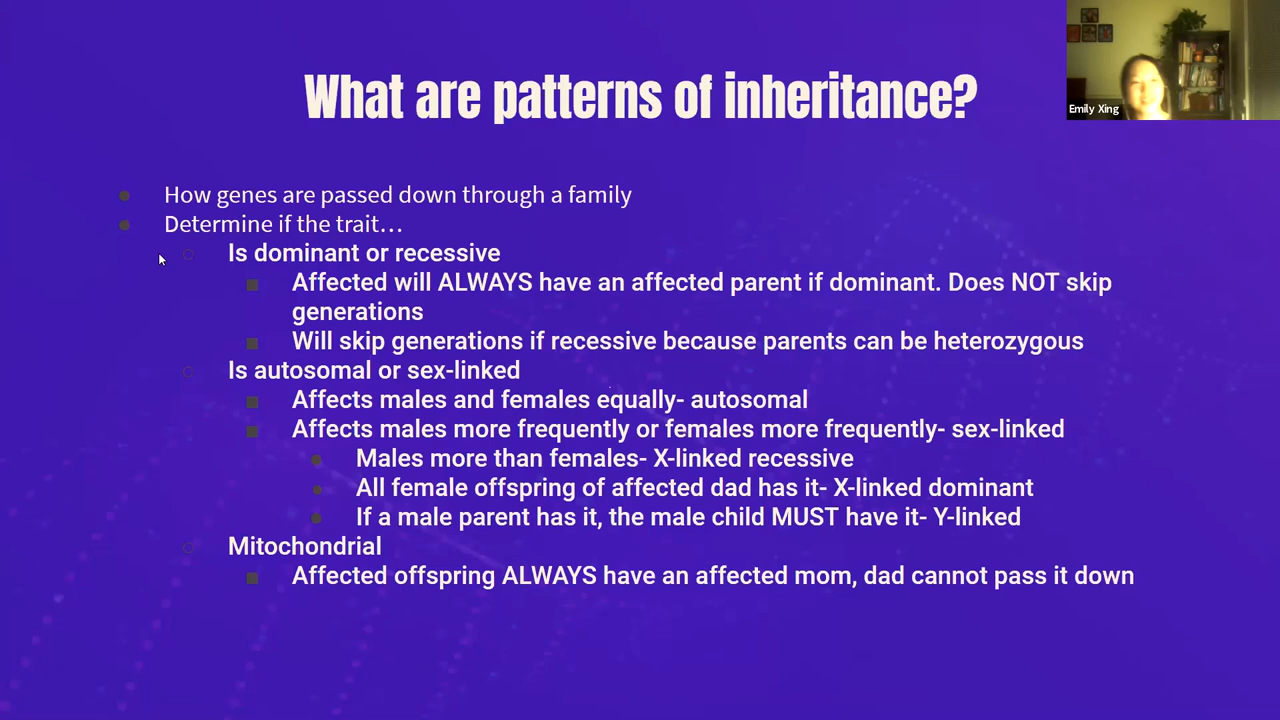 What are patterns of inheritance?
Emily Xing
How genes are passed down through a family
Determine if the trait…
Is dominant or recessive
Affected will ALWAYS have an affected parent if dominant. Does NOT skip
generations
Will skip generations if recessive because parents can be heterozygous
Is autosomal or sex-linked
Affects males and females equally- autosomal
Affects males more frequently or females more frequently- sex-linked
Males more than females- X-linked recessive
All female offspring of affected dad has it- X-linked dominant
If a male parent has it, the male child MUST have it- Y-linked
Mitochondrial
Affected offspring ALWAYS have an affected mom, dad cannot pass it down